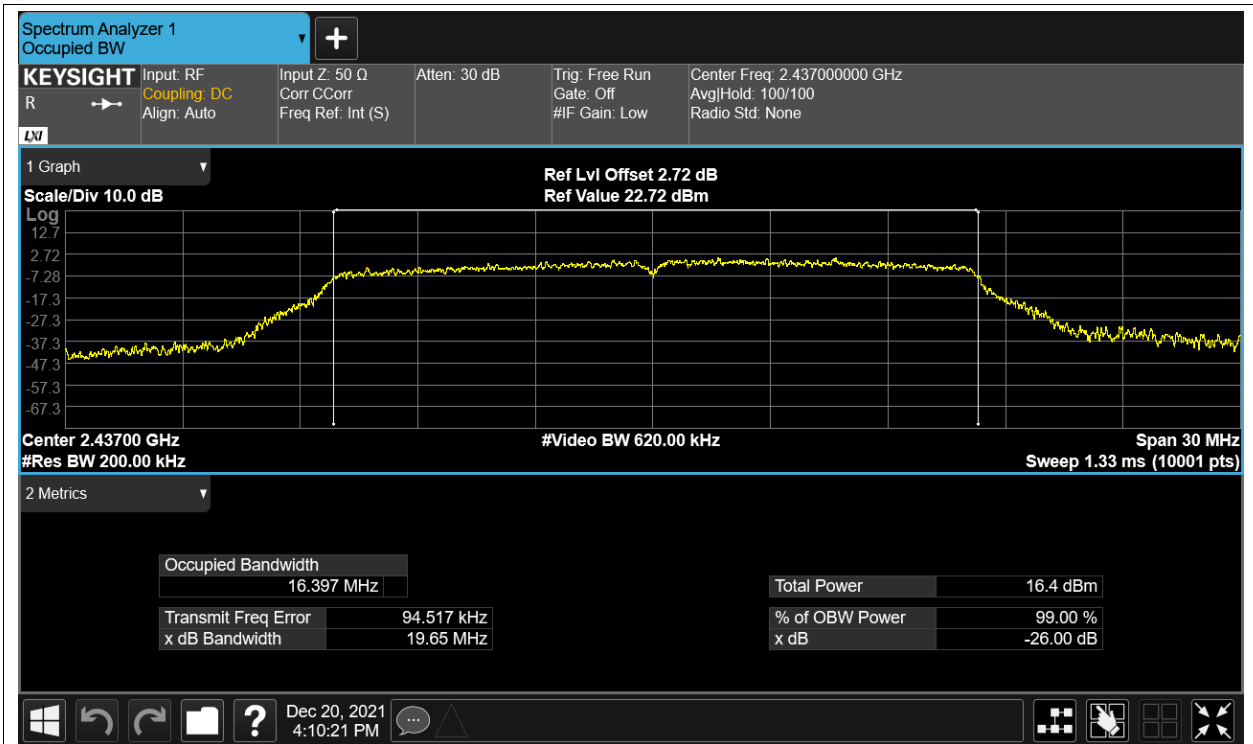 Spectrum Analyzer 1
Occupied BW
KEYSIGHT Input: RF Input Z: 50 Ω Atten: 30 dB Trig: Free Run Center Freq: 2.437000000 GHz
R Coupling: DC Corr CCorr Gate: Off Avg|Hold: 100/100
Align: Auto Freq Ref: Int (S) #IF Gain: Low Radio Std: None
LXI
1 Graph
Ref Lvl Offset 2.72 dB
Scale/Div 10.0 dB Ref Value 22.72 dBm
Log
12.7
2.72
-7.28
-17.3
-27.3
-37.3
-47.3
-57.3
-67.3
Center 2.43700 GHz #Video BW 620.00 kHz Span 30 MHz
#Res BW 200.00 kHz Sweep 1.33 ms (10001 pts)
2 Metrics
Occupied Bandwidth
16.397 MHz Total Power 16.4 dBm
Transmit Freq Error 94.517 kHz % of OBW Power 99.00 %
x dB Bandwidth 19.65 MHz x dB -26.00 dB
? Dec 20, 2021
4:10:21 PM